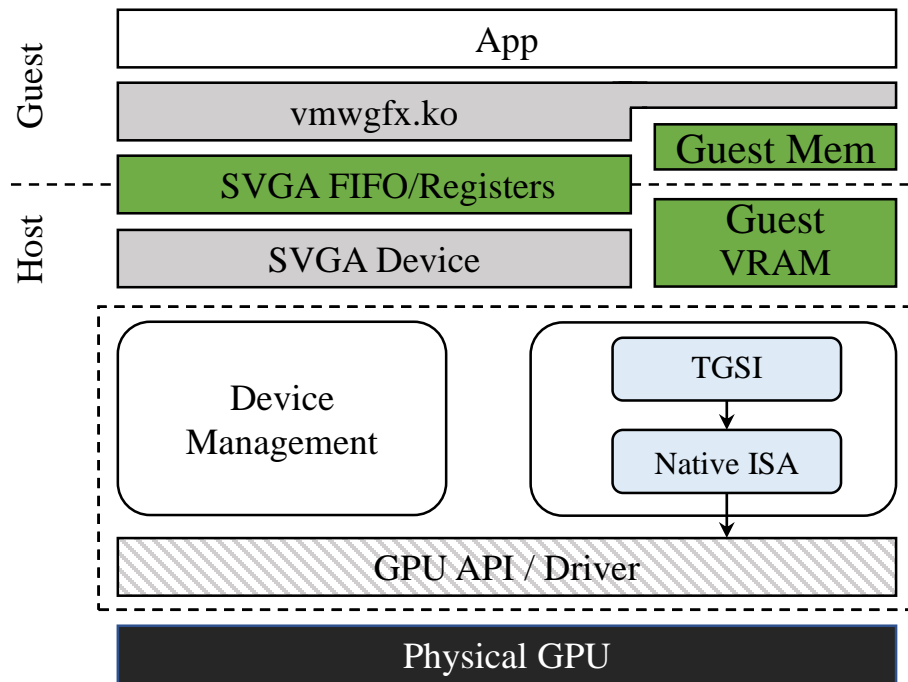 Guest
App
vmwgfx.ko
Guest Mem
SVGA FIFO/Registers
Host
Guest
VRAM
SVGA Device
Device
Management
TGSI
Native ISA
GPU API / Driver
Physical GPU